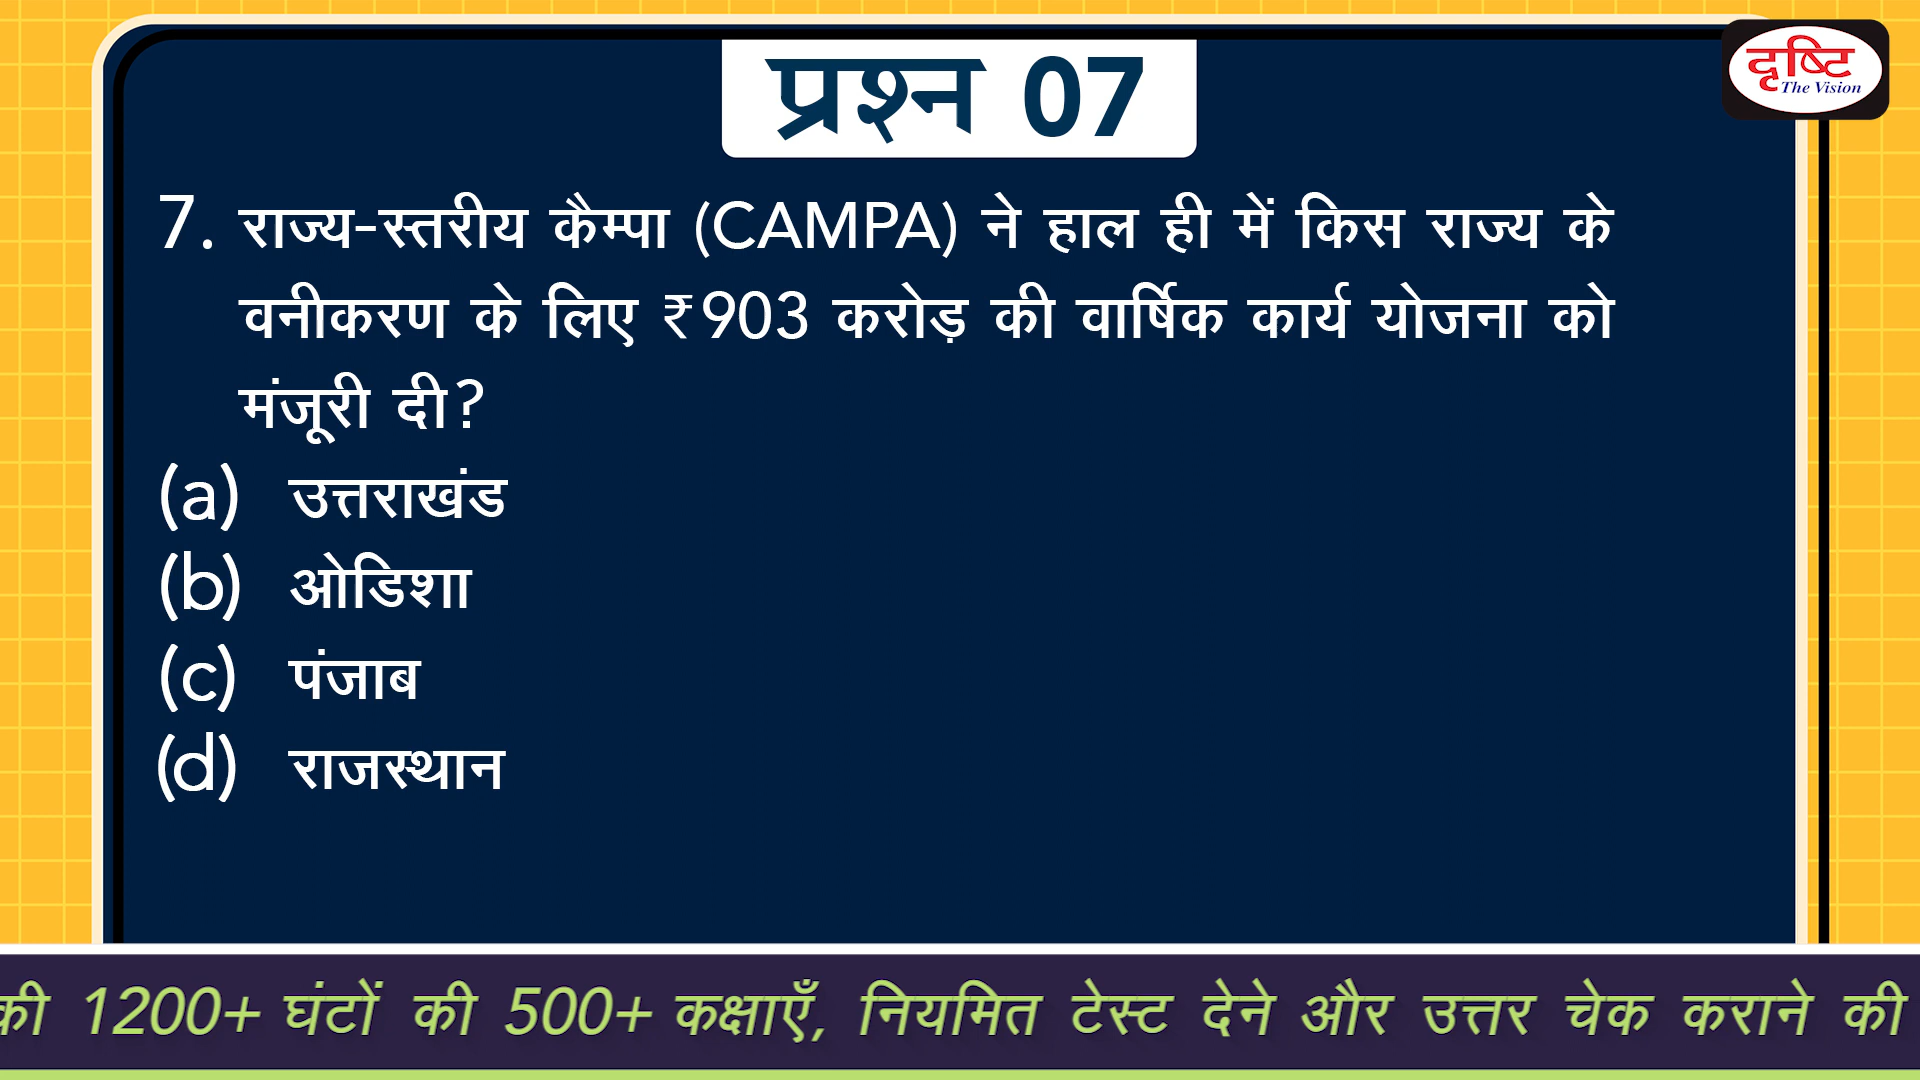 प्रश्न 07
दृष्टि
The Vision
7. राज्य-स्तरीय कैम्पा (CAMPA) ने हाल ही में किस राज्य के
वनीकरण के लिए ₹903 करोड़ की वार्षिक कार्य योजना को
मंजूरी दी?
(a) उत्तराखंड
(b) ओडिशा
(c) पंजाब
(d) राजस्थान
की 1200+ घंटों की 500+ कक्षाएँ, नियमित टेस्ट देने और उत्तर चेक कराने की